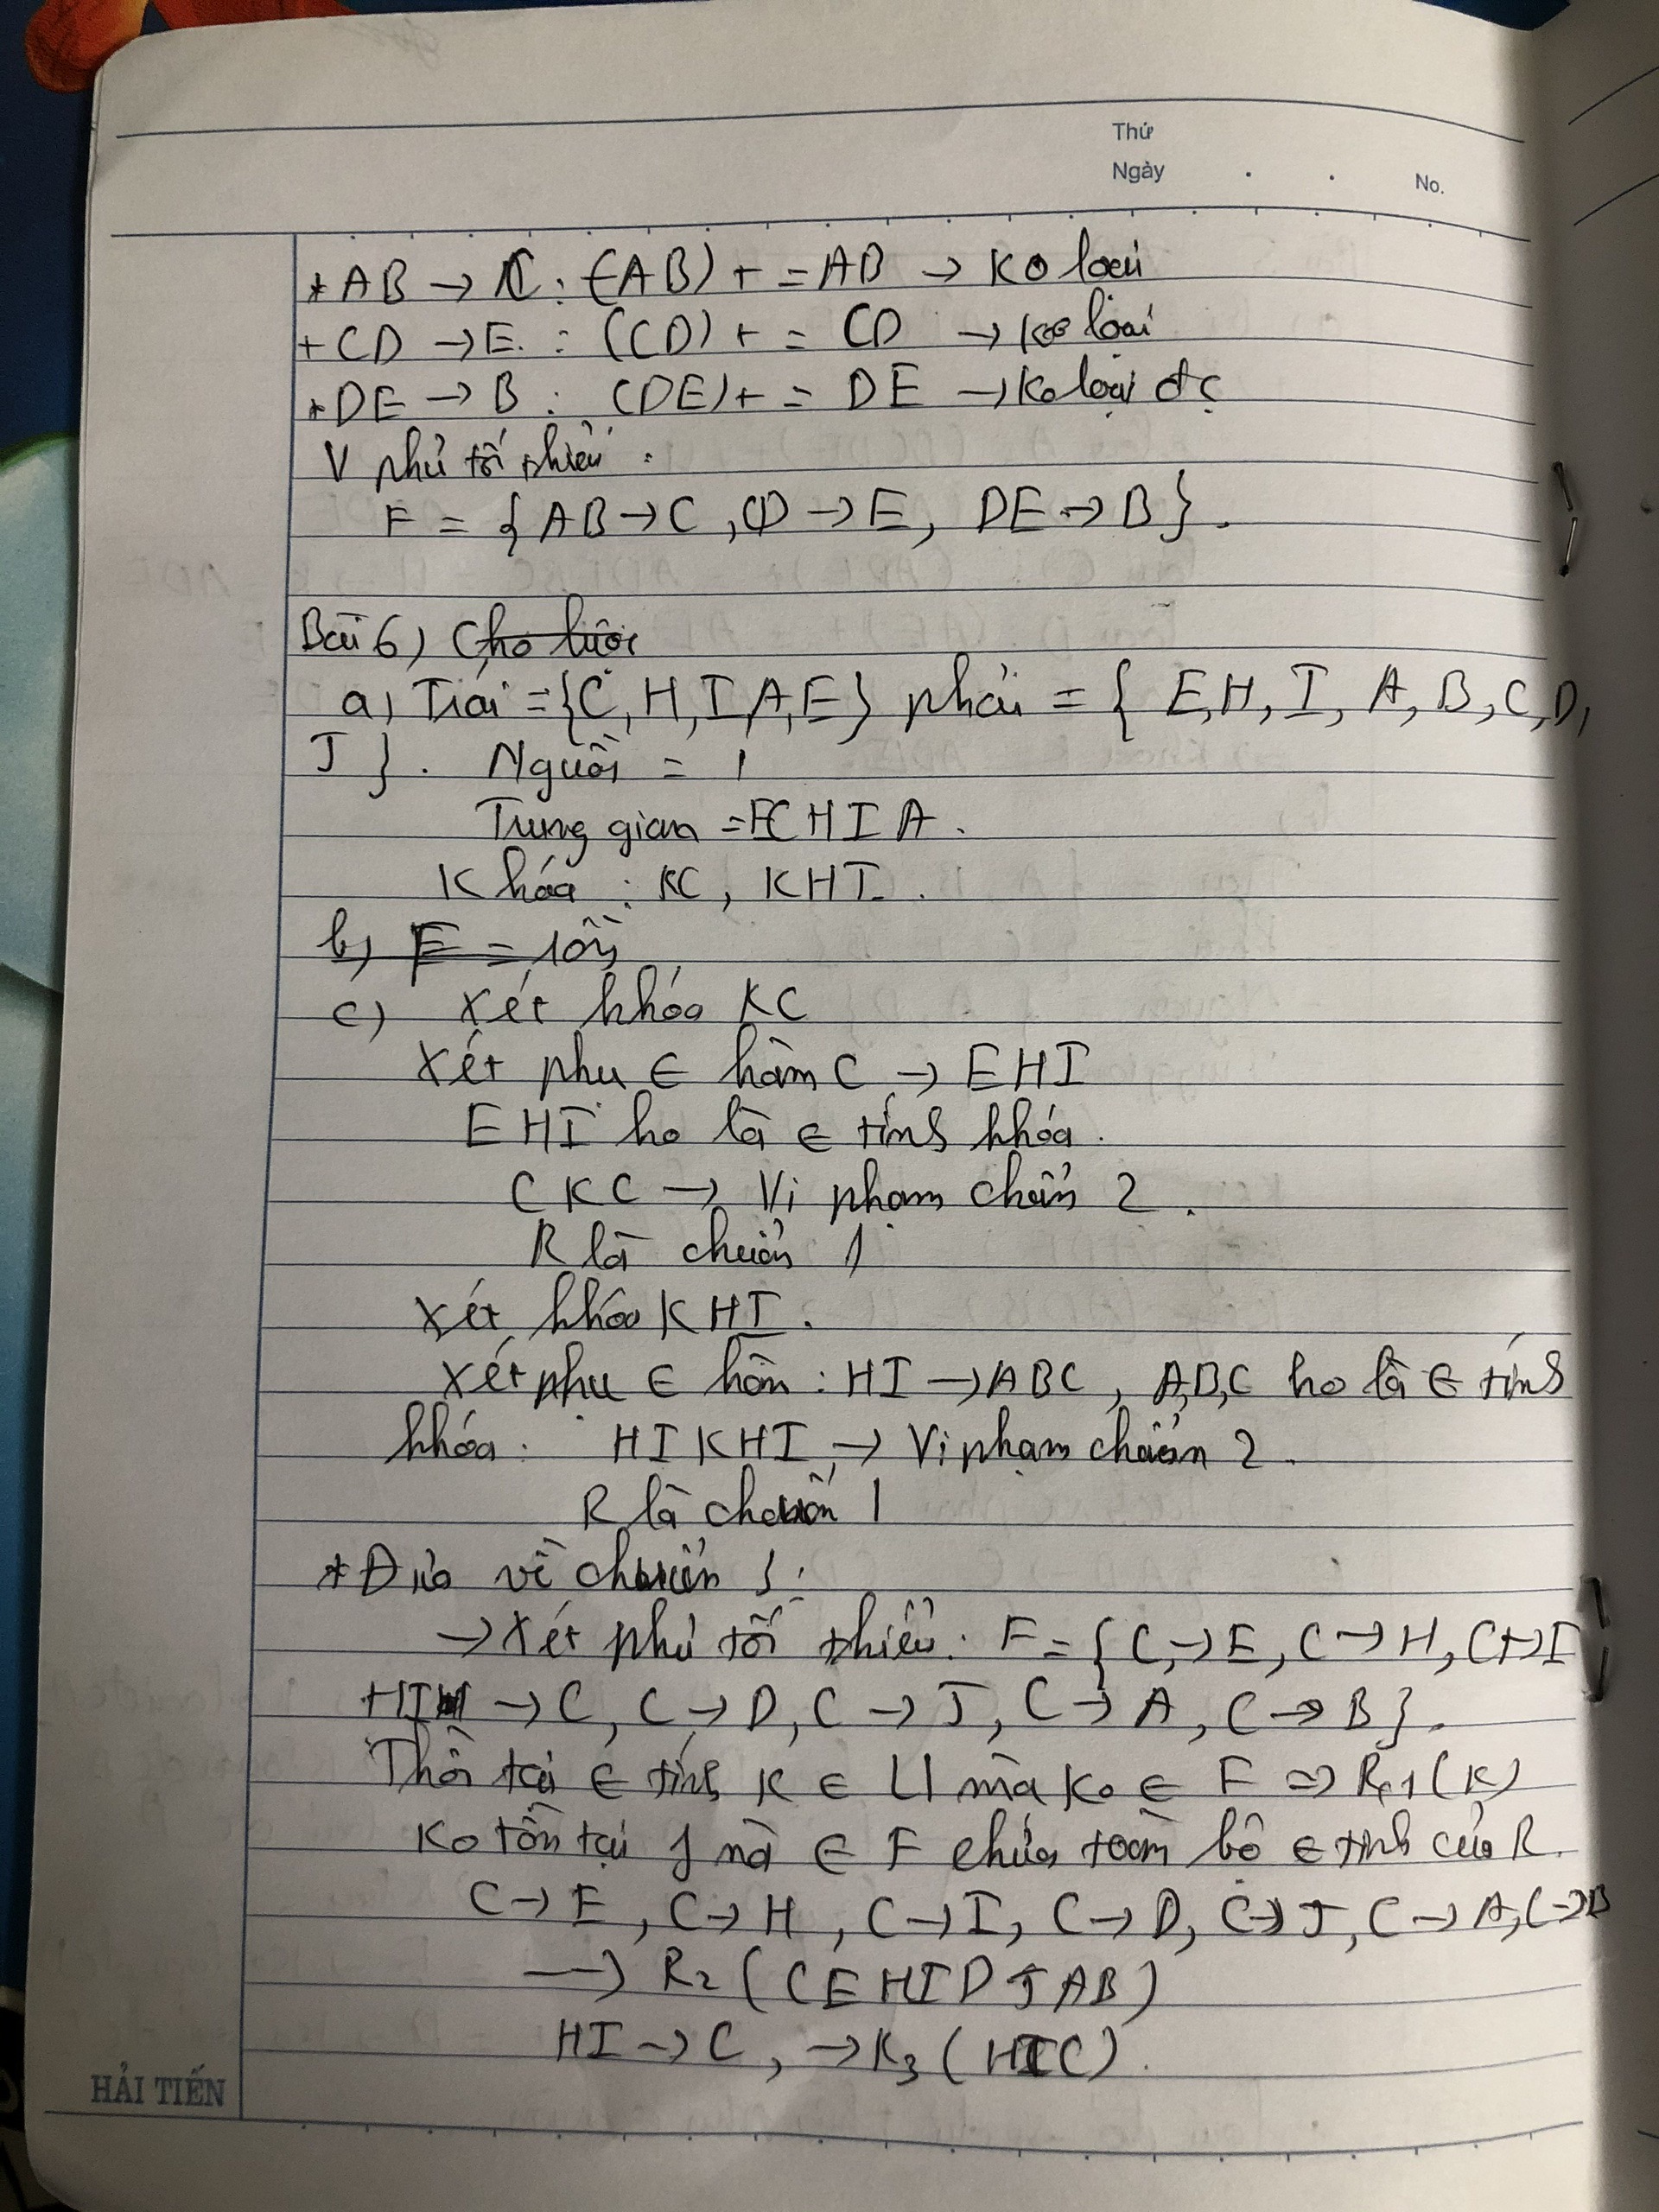 Thứ
Ngày . . No.
* AB → C : (AB)+ = AB → Ko loại
+ CD → E. : (CD)+ = CD → Ko loại
* DE → B : (DE)+ = DE → Ko loại đc
V phủ tối thiểu :
F = { AB → C , CD → E, DE → B } .
Bài 6) Cho lược
a) Trái = {C, H, I, A, E} phải = { E, H, I, A, B, C, D,
J } . Nguồn = 1
Trung gian = ECHIA.
Khóa : KC, KHI .
b) F = 10
c) Xét khóa KC
Xét phụ ∈ hàm C → EHI
EHI ko là ∈ tính khóa.
C KC → Vi phạm chuẩn 2 .
R là chuẩn 1
Xét khóa KHI .
Xét phụ ∈ hàm : HI → ABC , A,B,C ko là ∈ tính
khóa. HI KHI → Vi phạm chuẩn 2 .
R là chuẩn 1
* Đưa về chuẩn 3 :
→ Xét phủ tối thiểu. F = { C → E, C → H, C → I
HI → C, C → D, C → J, C → A, C → B } .
tại ∈ tính K ∈ U mà ko ∈ F ⇒ R1 (K)
Ko tồn tại 1 nà ∈ F chứa toàn bộ ∈ tính của R.
C → E , C → H , C → I, C → D, C → J, C → A, C → B
→ R2 ( CEHIDJAB )
HI → C , → R3 ( HIC ) .
HẢI TIẾN